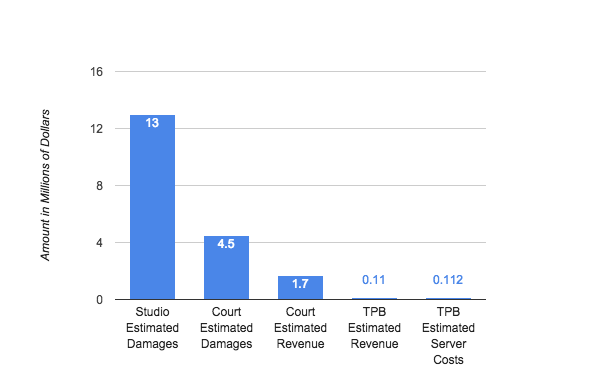 16
12
8
4
0
Amount in Millions of Dollars
13
4.5
1.7
0.11
0.112
Studio
Estimated
Damages
Court
Estimated
Damages
Court
Estimated
Revenue
TPB
Estimated
Revenue
TPB
Estimated
Server
Costs